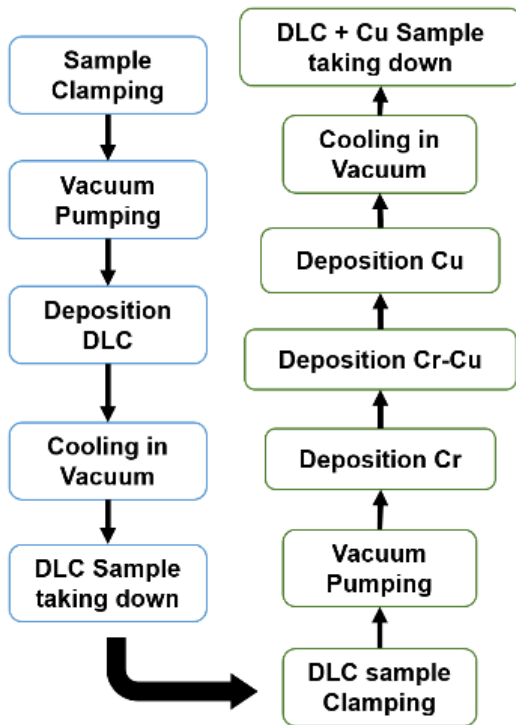 Sample
Clamping
Vacuum
Pumping
Deposition
DLC
Cooling in
Vacuum
DLC Sample
taking down
DLC sample
Clamping
Vacuum
Pumping
Deposition Cr
Deposition Cr-Cu
Deposition Cu
Cooling in
Vacuum
DLC + Cu Sample
taking down